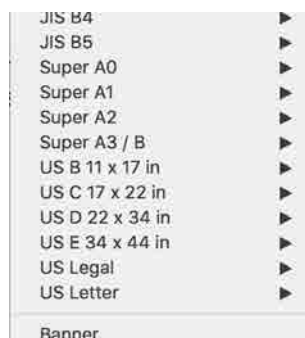 JIS B4
JIS B5
Super A0
Super A1
Super A2
Super A3 / B
US B 11 x 17 in
US C 17 x 22 in
US D 22 x 34 in
US E 34 x 44 in
US Legal
US Letter
Banner